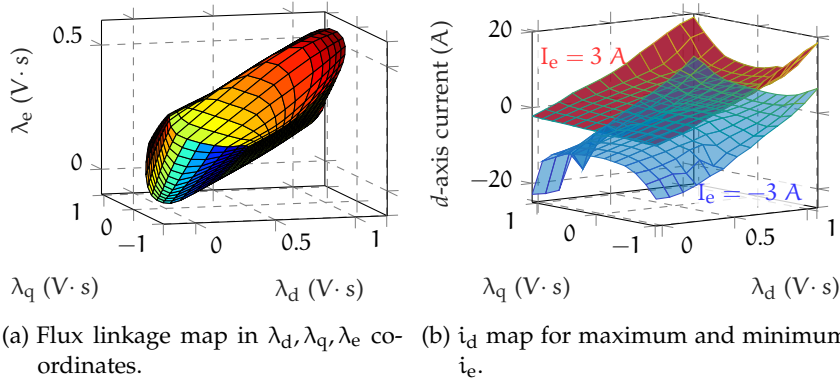 0.5
0
λe (V· s)
1
0
−1
0
0.5
1
λq (V· s)
λd (V· s)
20
0
−20
d-axis current (A)
Ie = 3 A
Ie = −3 A
1
0
−1
0
0.5
1
λq (V· s)
λd (V· s)
(a) Flux linkage map in λd, λq, λe co-
ordinates.
(b) id map for maximum and minimum
ie.